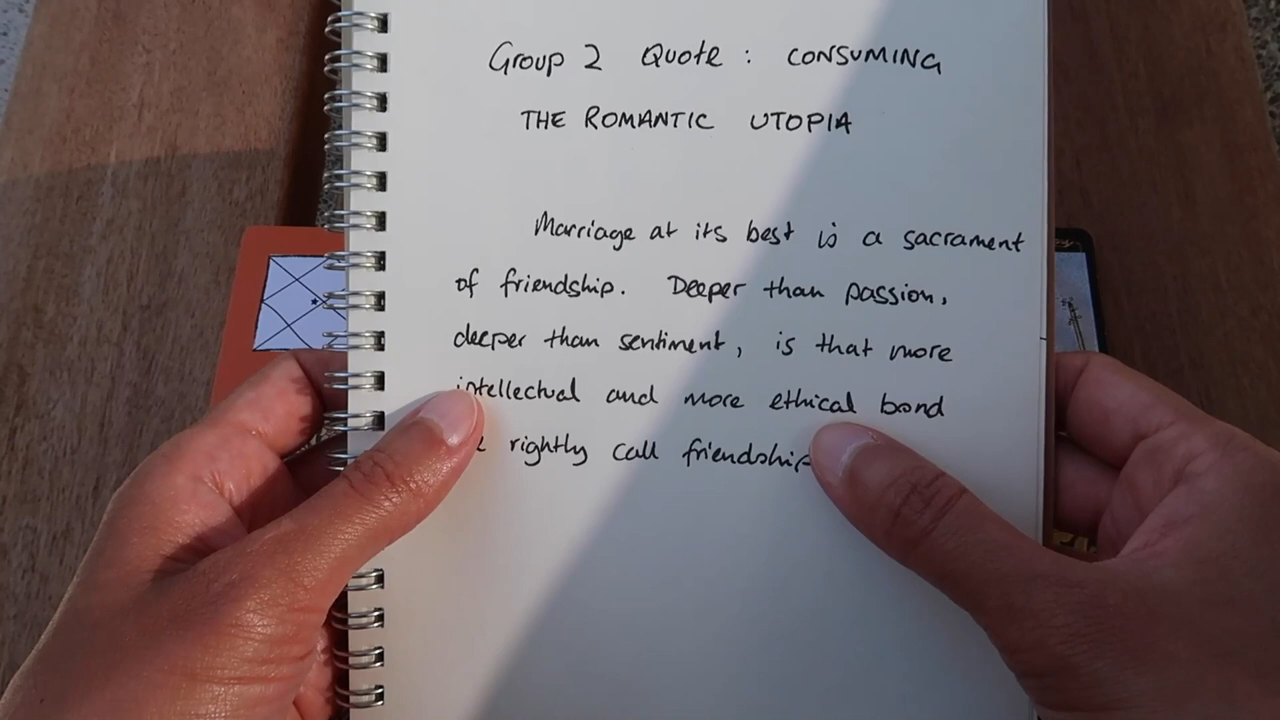 Group 2 Quote : CONSUMING
THE ROMANTIC UTOPIA
Marriage at its best is a sacrament
of friendship. Deeper than passion,
deeper than sentiment, is that more
intellectual and more ethical bond
rightly call friendship